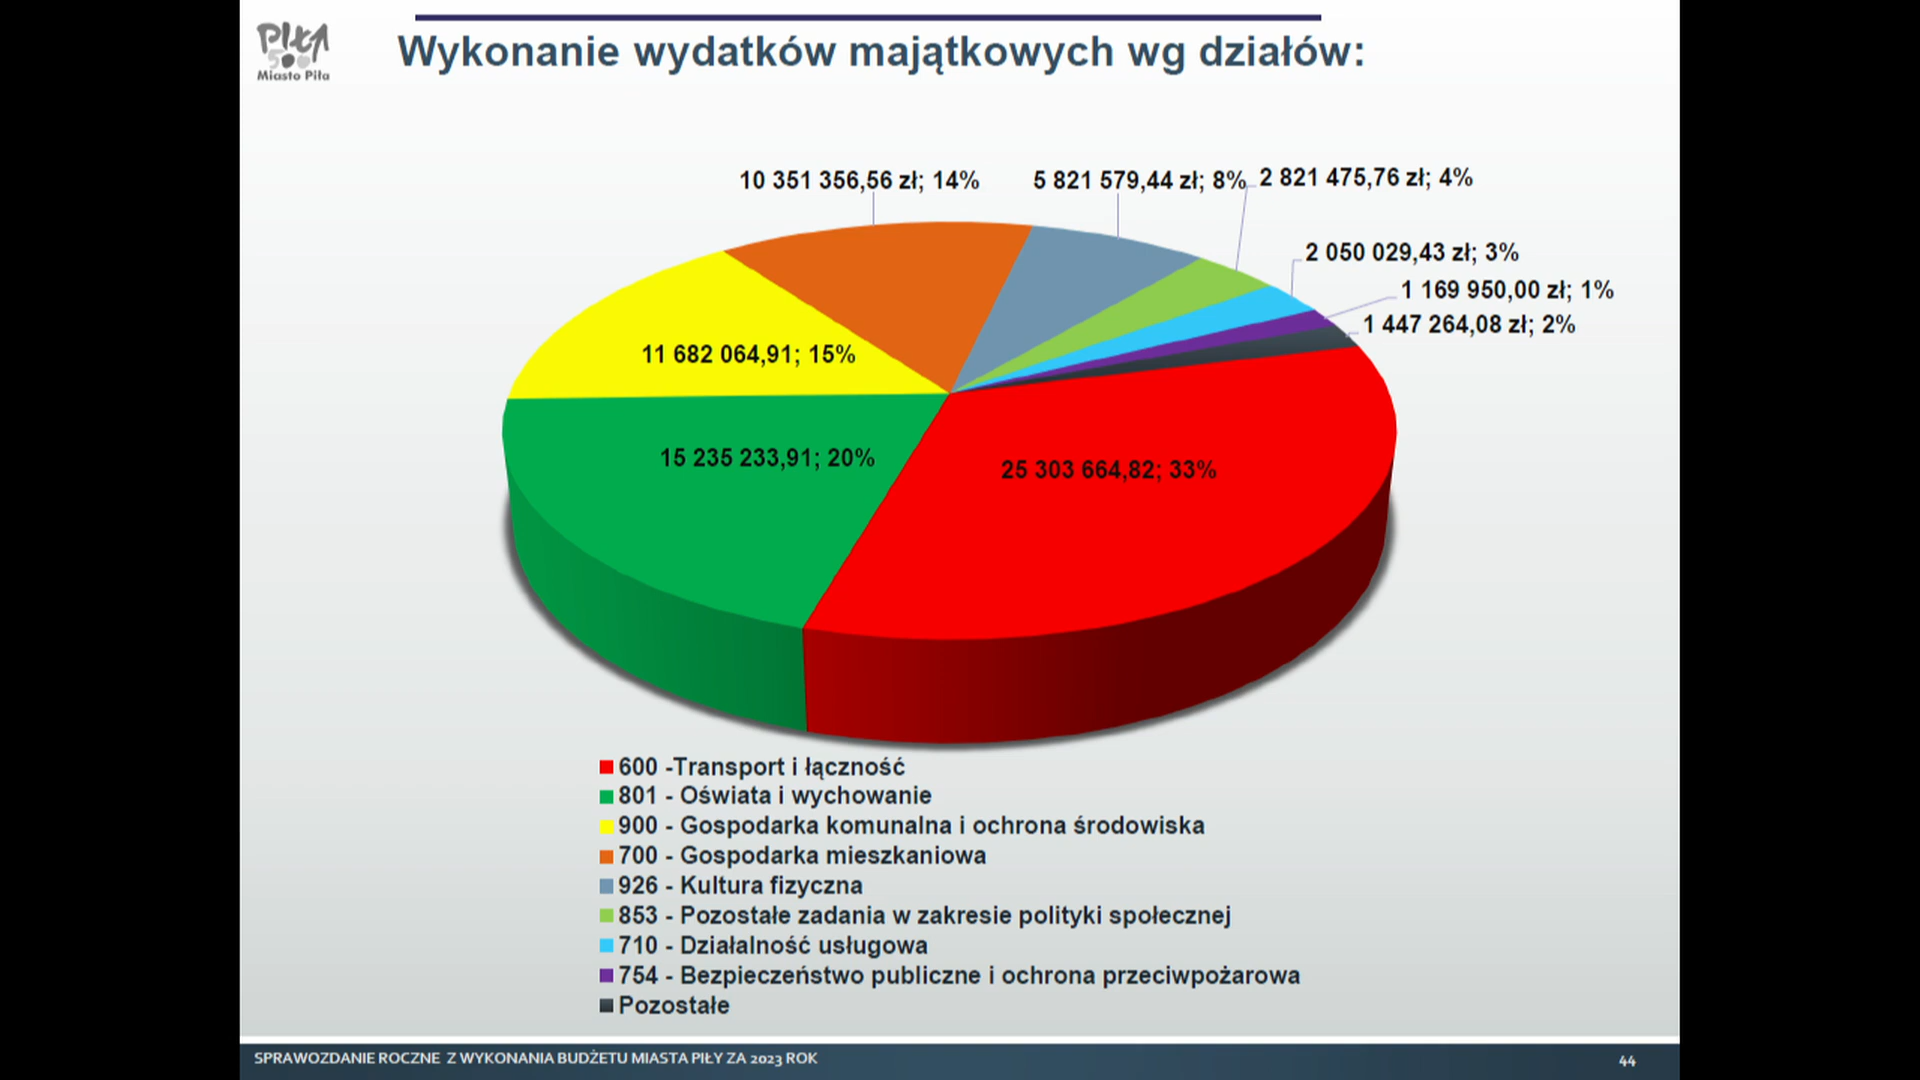 PIŁA
500
Miasto Piła
Wykonanie wydatków majątkowych wg działów:
10 351 356,56 zł; 14%
5 821 579,44 zł; 8%
2 821 475,76 zł; 4%
2 050 029,43 zł; 3%
1 169 950,00 zł; 1%
1 447 264,08 zł; 2%
11 682 064,91; 15%
15 235 233,91; 20%
25 303 664,82; 33%
600 -Transport i łączność
801 - Oświata i wychowanie
900 - Gospodarka komunalna i ochrona środowiska
700 - Gospodarka mieszkaniowa
926 - Kultura fizyczna
853 - Pozostałe zadania w zakresie polityki społecznej
710 - Działalność usługowa
754 - Bezpieczeństwo publiczne i ochrona przeciwpożarowa
Pozostałe
SPRAWOZDANIE ROCZNE Z WYKONANIA BUDŻETU MIASTA PIŁY ZA 2023 ROK
44